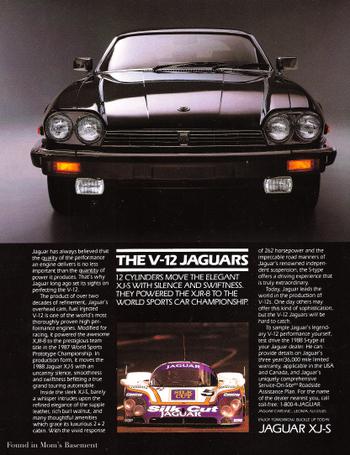 Jaguar has always believed that
the quality of the performance
an engine delivers is no less
important than the quantity of
power it produces. That's why
Jaguar long ago set its sights on
perfecting the V-12.
The product of over two
decades of refinement, Jaguar's
overhead cam, fuel injected
V-12 is one of the world's most
thoroughly proven high per-
formance engines. Modified for
racing, it powered the awesome
XJR-8 to the prestigious team
title in the 1987 World Sports
Prototype Championship. In
production form, it moves the
1988 Jaguar XJ-S with an
uncanny silence, smoothness
and swiftness befitting a true
grand touring automobile.
Inside the sleek XJ-S, barely
a whisper intrudes upon the
refined elegance of the supple
leather, rich burl walnut, and
many thoughtful amenities
which grace its luxurious 2 + 2
cabin. With the vivid response
THE V-12 JAGUARS
12 CYLINDERS MOVE THE ELEGANT
XJ-S WITH SILENCE AND SWIFTNESS.
THEY POWERED THE XJR-8 TO THE
WORLD SPORTS CAR CHAMPIONSHIP.
JAGUAR
Silk Cut
JAGUAR
of 262 horsepower and the
impeccable road manners of
Jaguar's renowned indepen-
dent suspension, the S-type
offers a driving experience that
is truly extraordinary.
Today, Jaguar leads the
world in the production of
V-12s. One day others may
offer this kind of sophistication,
but the V-12 Jaguars will be
hard to catch.
To sample Jaguar's legend-
ary V-12 performance yourself,
test drive the 1988 S-type at
your Jaguar dealer. He can
provide details on Jaguar's
three year/36,000 mile limited
warranty, applicable in the USA
and Canada, and Jaguar's
uniquely comprehensive
Service-On-Site℠ Roadside
Assistance Plan. For the name
of the dealer nearest you, call
toll-free: 1-800-4-JAGUAR.
JAGUAR CARS INC., LEONIA, NJ 07605.
ENJOY TOMORROW. BUCKLE UP TODAY.
JAGUAR XJ-S
Found in Mom's Basement